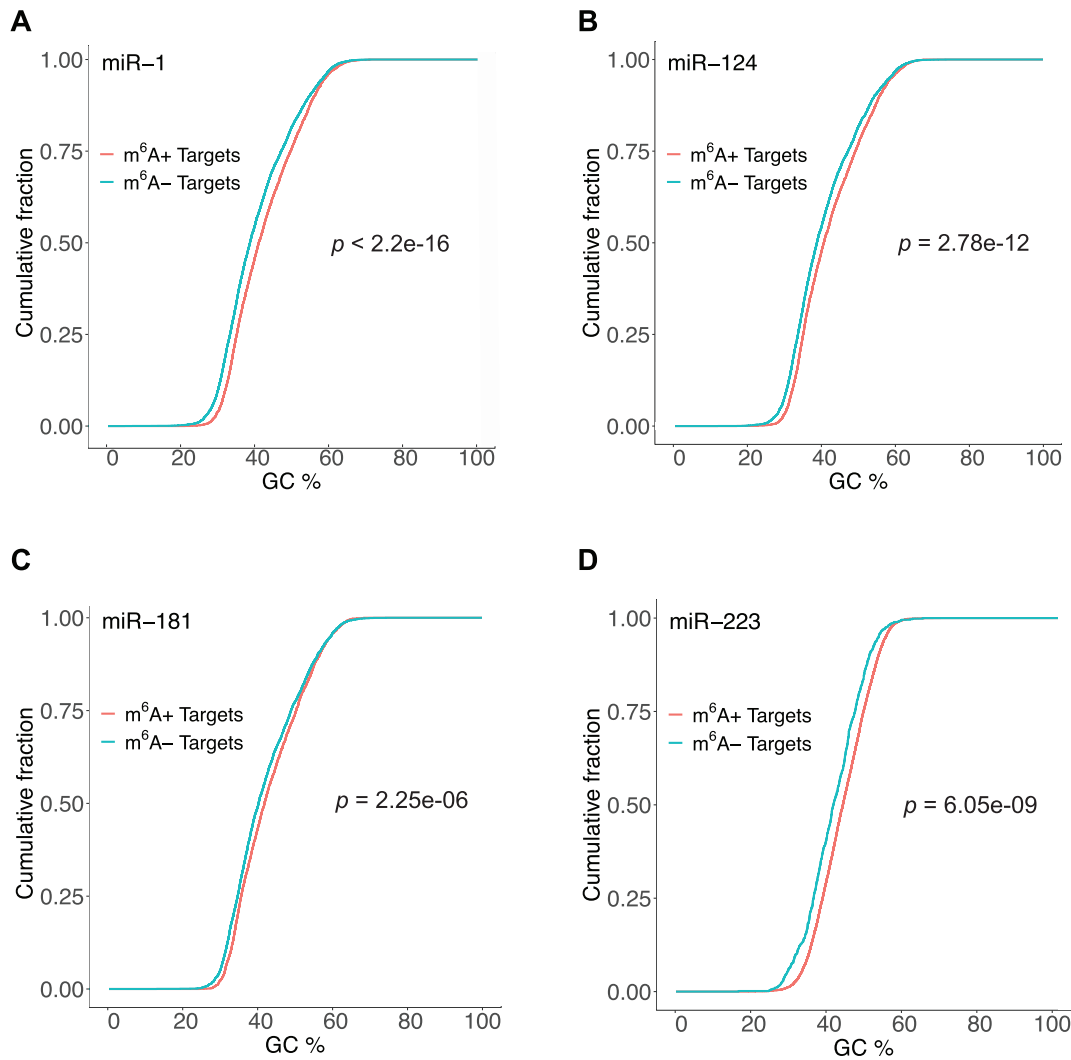 A
miR−1
1.00
0.75
0.50
0.25
0.00
Cumulative fraction
m⁶A+ Targets
m⁶A− Targets
p < 2.2e-16
0 20 40 60 80 100
GC %
B
miR−124
1.00
0.75
0.50
0.25
0.00
Cumulative fraction
m⁶A+ Targets
m⁶A− Targets
p = 2.78e-12
0 20 40 60 80 100
GC %
C
miR−181
1.00
0.75
0.50
0.25
0.00
Cumulative fraction
m⁶A+ Targets
m⁶A− Targets
p = 2.25e-06
0 20 40 60 80 100
GC %
D
miR−223
1.00
0.75
0.50
0.25
0.00
Cumulative fraction
m⁶A+ Targets
m⁶A− Targets
p = 6.05e-09
0 20 40 60 80 100
GC %